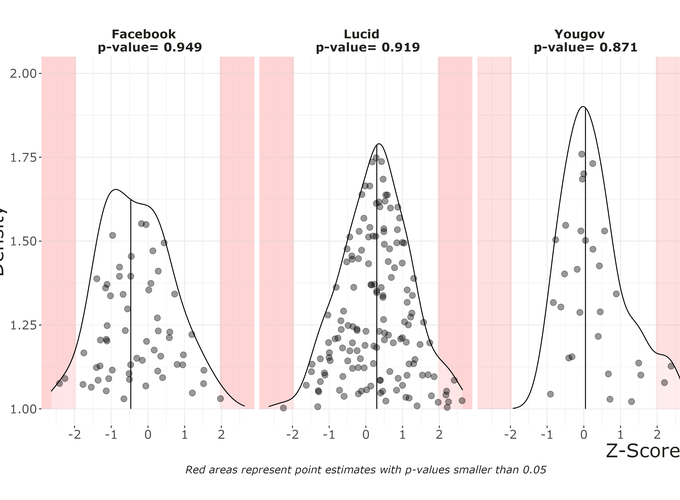 Facebook
p-value= 0.949
Lucid
p-value= 0.919
Yougov
p-value= 0.871
2.00
1.75
1.50
1.25
1.00
Density
-2 -1 0 1 2
-2 -1 0 1 2
-2 -1 0 1 2
Z-Score
Red areas represent point estimates with p-values smaller than 0.05